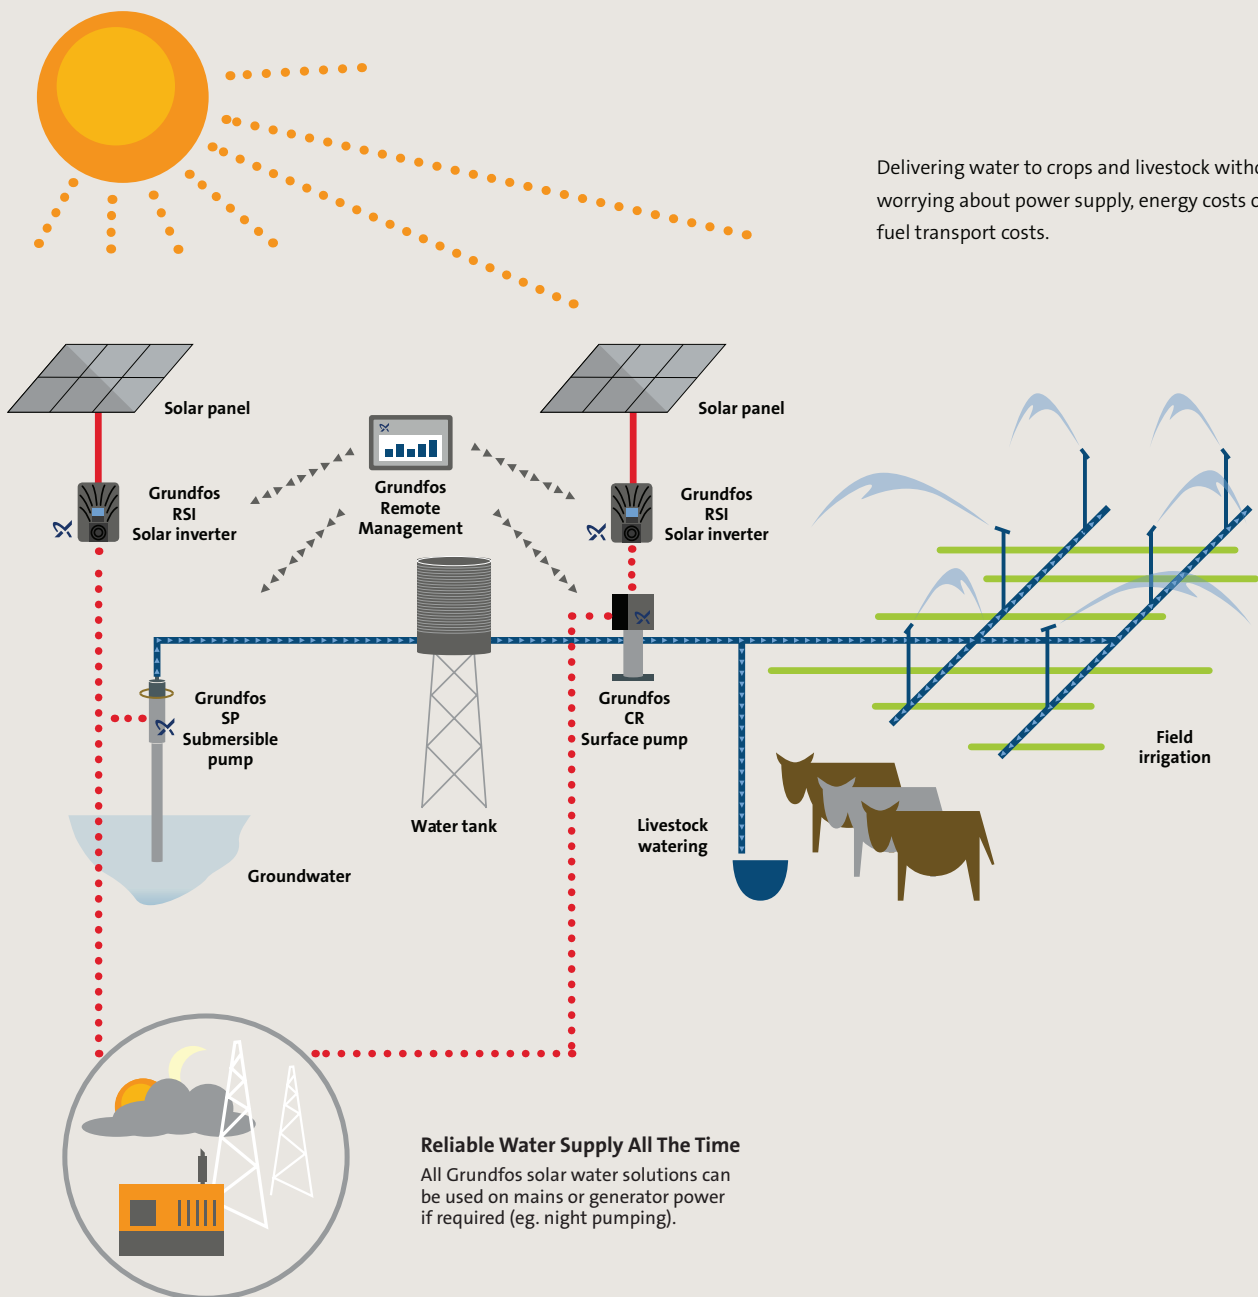 Delivering water to crops and livestock
worrying about power supply, energy costs
fuel transport costs.
Solar panel
Solar panel
Grundfos
RSI
Solar inverter
Grundfos
Remote
Management
Grundfos
RSI
Solar inverter
Grundfos
SP
Submersible
pump
Grundfos
CR
Surface pump
Field
irrigation
Water tank
Livestock
watering
Groundwater
Reliable Water Supply All The Time
All Grundfos solar water solutions can
be used on mains or generator power
if required (eg. night pumping).